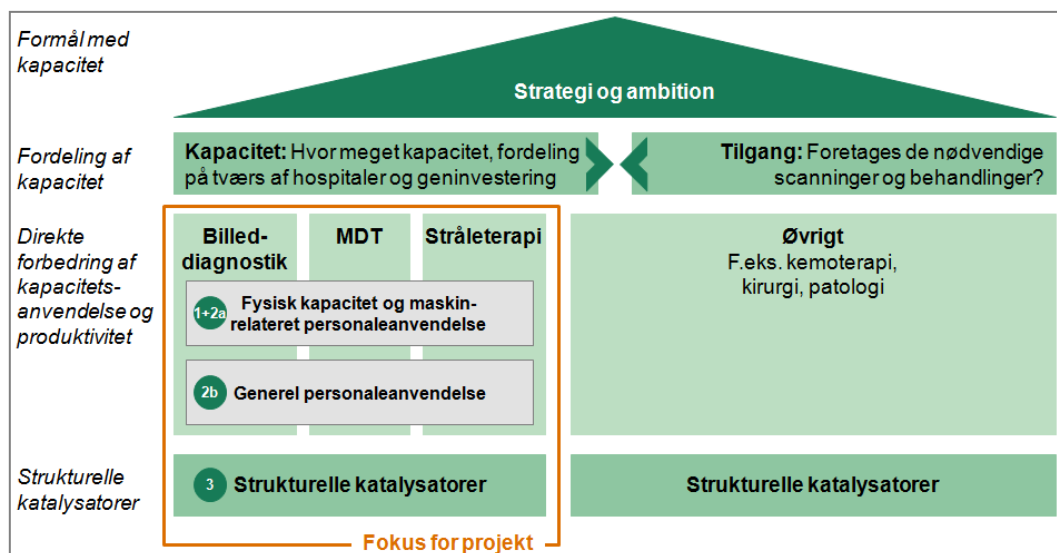 Formål med
kapacitet
Strategi og ambition
Fordeling af
kapacitet
Kapacitet: Hvor meget kapacitet, fordeling
på tværs af hospitaler og geninvestering
Tilgang: Foretages de nødvendige
scanninger og behandlinger?
Direkte
forbedring af
kapacitets-
anvendelse og
produktivitet
Billed-
diagnostik
MDT
Stråleterapi
Øvrigt
F.eks. kemoterapi,
kirurgi, patologi
1+2a
Fysisk kapacitet og maskin-
relateret personaleanvendelse
2b
Generel personaleanvendelse
Strukturelle
katalysatorer
3
Strukturelle katalysatorer
Strukturelle katalysatorer
Fokus for projekt